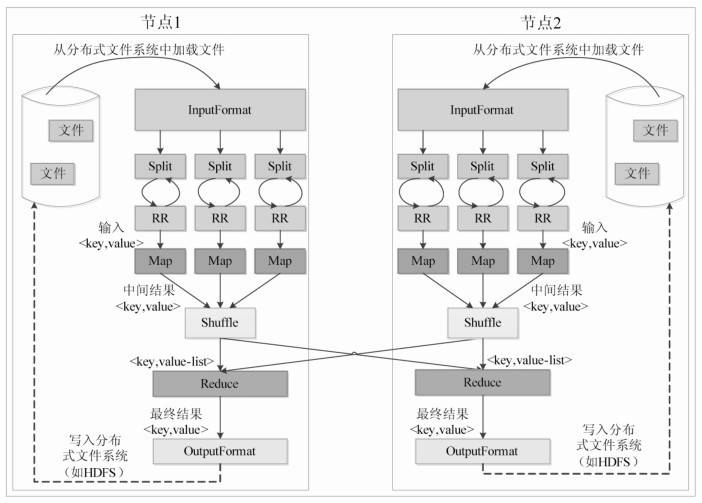 节点1
节点2
从分布式文件系统中加载文件
从分布式文件系统中加载文件
InputFormat
InputFormat
文件
文件
文件
文件
Split
Split
Split
Split
Split
Split
RR
RR
RR
RR
RR
RR
输入
<key,value>
输入
<key,value>
Map
Map
Map
Map
Map
Map
中间结果
<key,value>
中间结果
<key,value>
Shuffle
Shuffle
<key,value-list>
<key,value-list>
Reduce
Reduce
最终结果
<key,value>
最终结果
<key,value>
写入分布
式文件系统
（如HDFS）
OutputFormat
OutputFormat
写入分布
式文件系统
（如HDFS）